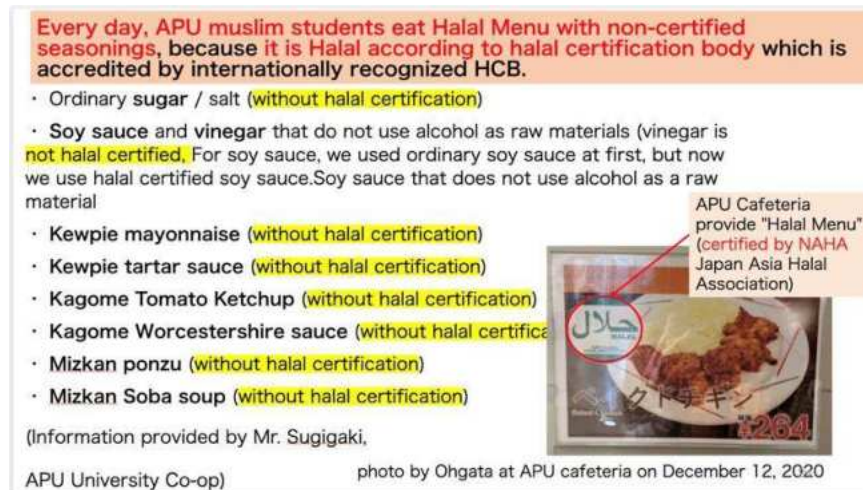 Every day, APU muslim students eat Halal Menu with non-certified
seasonings, because it is Halal according to halal certification body which is
accredited by internationally recognized HCB.
・ Ordinary sugar / salt (without halal certification)
・ Soy sauce and vinegar that do not use alcohol as raw materials (vinegar is
not halal certified, For soy sauce, we used ordinary soy sauce at first, but now
we use halal certified soy sauce.Soy sauce that does not use alcohol as a raw
material
・ Kewpie mayonnaise (without halal certification)
・ Kewpie tartar sauce (without halal certification)
・ Kagome Tomato Ketchup (without halal certification)
・ Kagome Worcestershire sauce (without halal certifica
・ Mizkan ponzu (without halal certification)
・ Mizkan Soba soup (without halal certification)
(Information provided by Mr. Sugigaki,
APU University Co-op)
APU Cafeteria
provide "Halal Menu"
(certified by NAHA
Japan Asia Halal
Association)
حلال
HALAL
チキン
¥264
photo by Ohgata at APU cafeteria on December 12, 2020